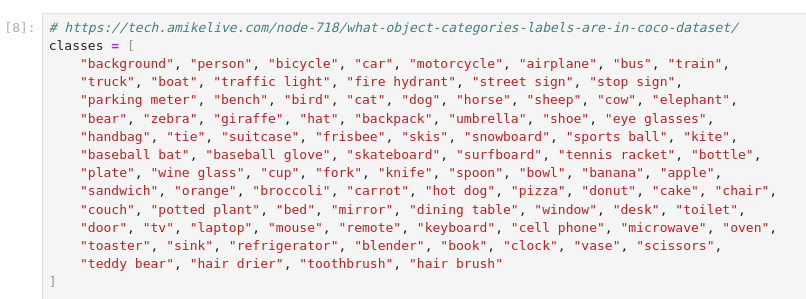 [8]: # https://tech.amikelive.com/node-718/what-object-categories-labels-are-in-coco-dataset/
classes = [
"background", "person", "bicycle", "car", "motorcycle", "airplane", "bus", "train",
"truck", "boat", "traffic light", "fire hydrant", "street sign", "stop sign",
"parking meter", "bench", "bird", "cat", "dog", "horse", "sheep", "cow", "elephant",
"bear", "zebra", "giraffe", "hat", "backpack", "umbrella", "shoe", "eye glasses",
"handbag", "tie", "suitcase", "frisbee", "skis", "snowboard", "sports ball", "kite",
"baseball bat", "baseball glove", "skateboard", "surfboard", "tennis racket", "bottle",
"plate", "wine glass", "cup", "fork", "knife", "spoon", "bowl", "banana", "apple",
"sandwich", "orange", "broccoli", "carrot", "hot dog", "pizza", "donut", "cake", "chair",
"couch", "potted plant", "bed", "mirror", "dining table", "window", "desk", "toilet",
"door", "tv", "laptop", "mouse", "remote", "keyboard", "cell phone", "microwave", "oven",
"toaster", "sink", "refrigerator", "blender", "book", "clock", "vase", "scissors",
"teddy bear", "hair drier", "toothbrush", "hair brush"
]